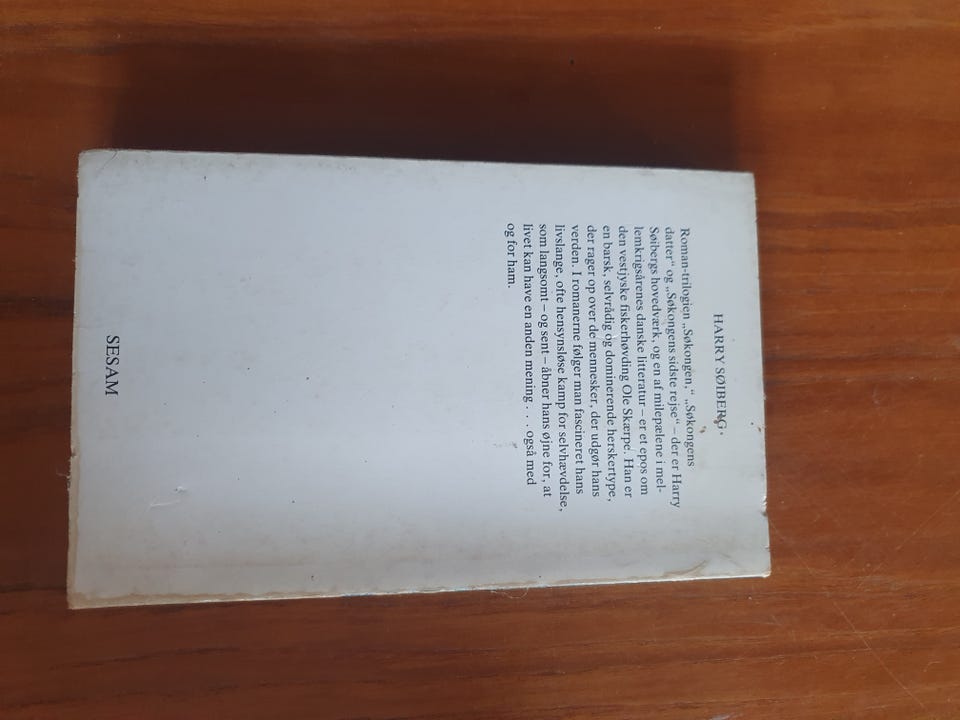 HARRY SØIBERG
Roman-trilogien „Søkongen,“ „Søkongens
datter“ og „Søkongens sidste rejse“ – der er Harry
Søibergs hovedværk, og en af milepælene i mel-
lemkrigsårenes danske litteratur – er et epos om
den vestjyske fiskerhøvding Ole Skærpe. Han er
en barsk, selvrådig og dominerende herskertype,
der rager op over de mennesker, der udgør hans
verden. I romanerne følger man fascineret hans
livslange, ofte hensynsløse kamp for selvhævdelse,
som langsomt – og sent – åbner hans øjne for, at
livet kan have en anden mening . . . også med
og for ham.
SESAM